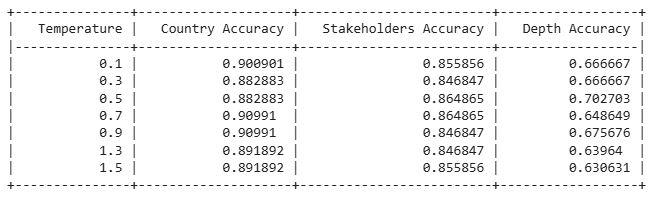 +---------------+--------------------+-------------------------+------------------+
|   Temperature |   Country Accuracy |   Stakeholders Accuracy |   Depth Accuracy |
|---------------+--------------------+-------------------------+------------------|
|           0.1 |           0.900901 |                0.855856 |         0.666667 |
|           0.3 |           0.882883 |                0.846847 |         0.666667 |
|           0.5 |           0.882883 |                0.864865 |         0.702703 |
|           0.7 |           0.90991  |                0.864865 |         0.648649 |
|           0.9 |           0.90991  |                0.846847 |         0.675676 |
|           1.3 |           0.891892 |                0.846847 |         0.63964  |
|           1.5 |           0.891892 |                0.855856 |         0.630631 |
+---------------+--------------------+-------------------------+------------------+